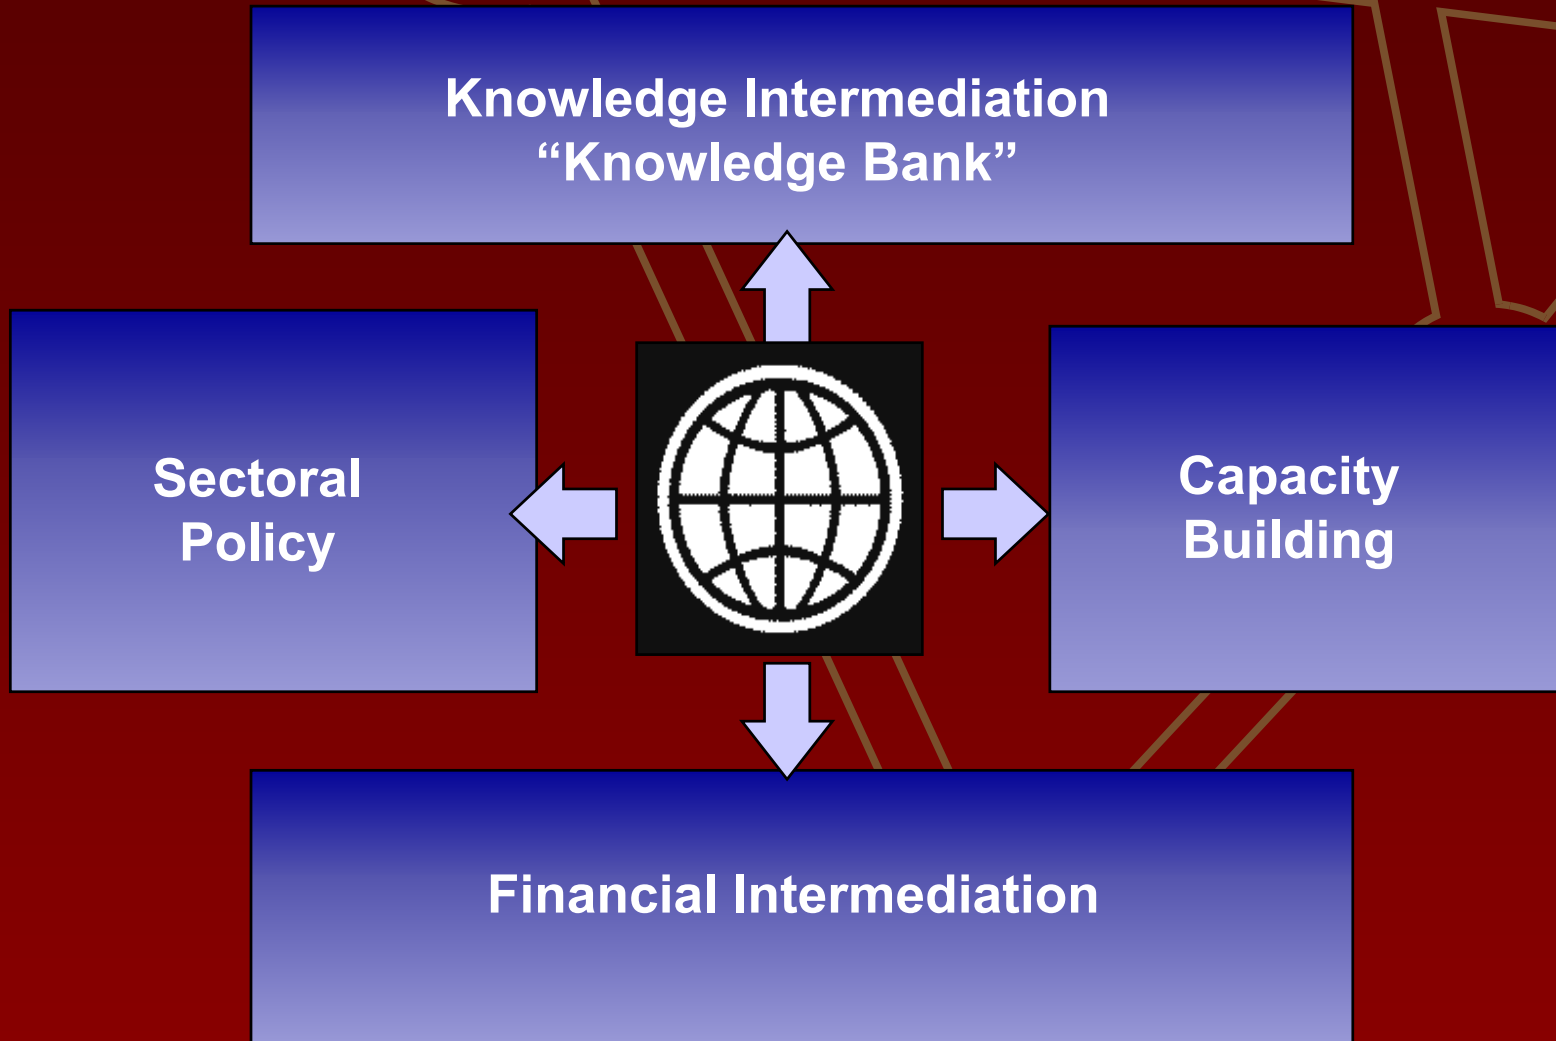 Knowledge Intermediation
“Knowledge Bank”
Sectoral
Policy
Capacity
Building
Financial Intermediation